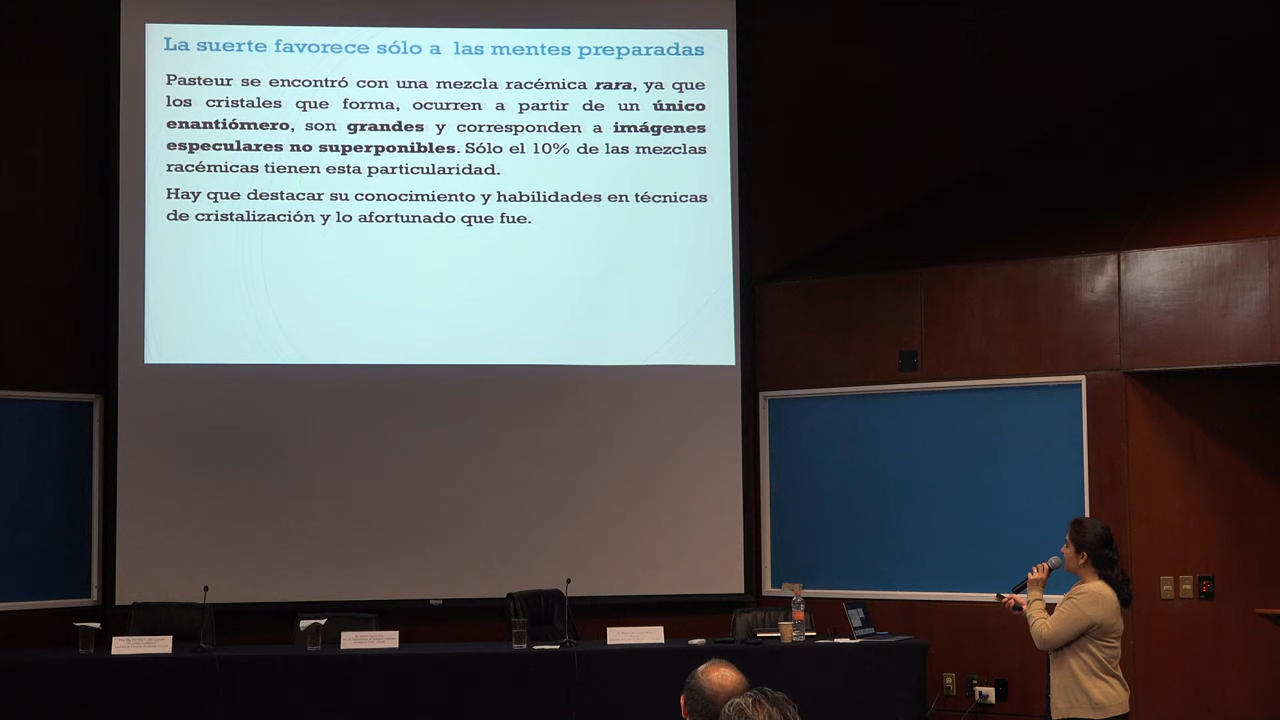 La suerte favorece sólo a las mentes preparadas
Pasteur se encontró con una mezcla racémica rara, ya que
los cristales que forma, ocurren a partir de un único
enantiómero, son grandes y corresponden a imágenes
especulares no superponibles. Sólo el 10% de las mezclas
racémicas tienen esta particularidad.
Hay que destacar su conocimiento y habilidades en técnicas
de cristalización y lo afortunado que fue.